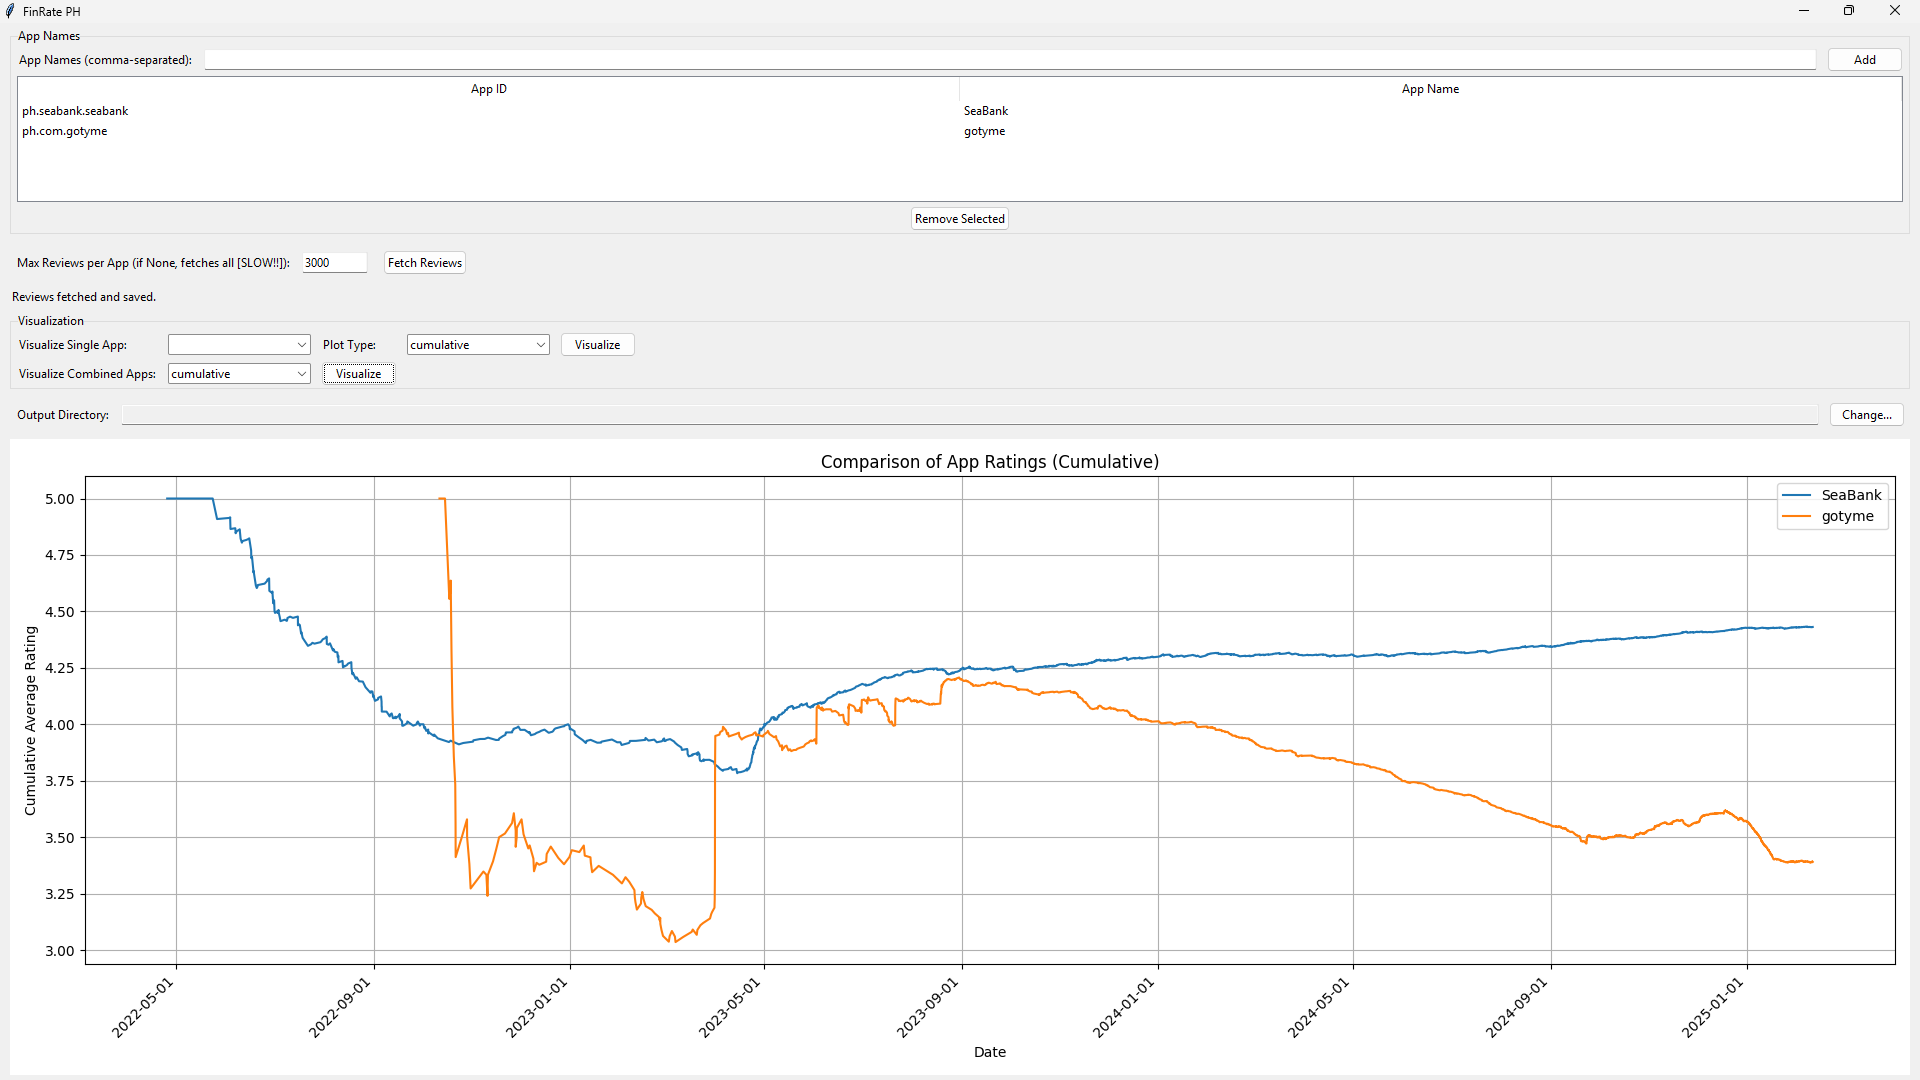 FinRate PH
App Names
App Names (comma-separated):
Add
App ID App Name
ph.seabank.seabank SeaBank
ph.com.gotyme gotyme
Remove Selected
Max Reviews per App (if None, fetches all [SLOW!!]): 3000 Fetch Reviews
Reviews fetched and saved.
Visualization
Visualize Single App: Plot Type: cumulative Visualize
Visualize Combined Apps: cumulative Visualize
Output Directory: Change...
Comparison of App Ratings (Cumulative)
SeaBank
gotyme
Cumulative Average Rating
5.00
4.75
4.50
4.25
4.00
3.75
3.50
3.25
3.00
2022-05-01
2022-09-01
2023-01-01
2023-05-01
2023-09-01
2024-01-01
2024-05-01
2024-09-01
2025-01-01
Date